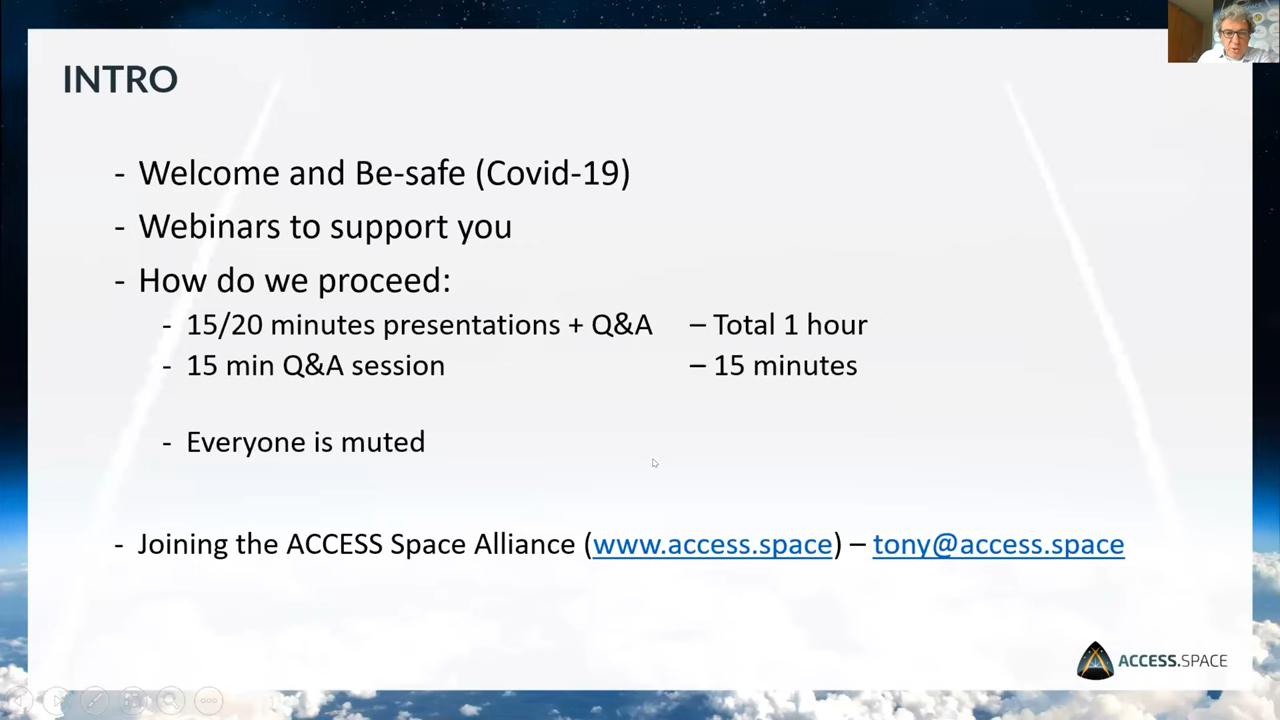 INTRO
- Welcome and Be-safe (Covid-19)
- Webinars to support you
- How do we proceed:
- 15/20 minutes presentations + Q&A – Total 1 hour
- 15 min Q&A session – 15 minutes
- Everyone is muted
- Joining the ACCESS Space Alliance (www.access.space) – tony@access.space
ACCESS.SPACE